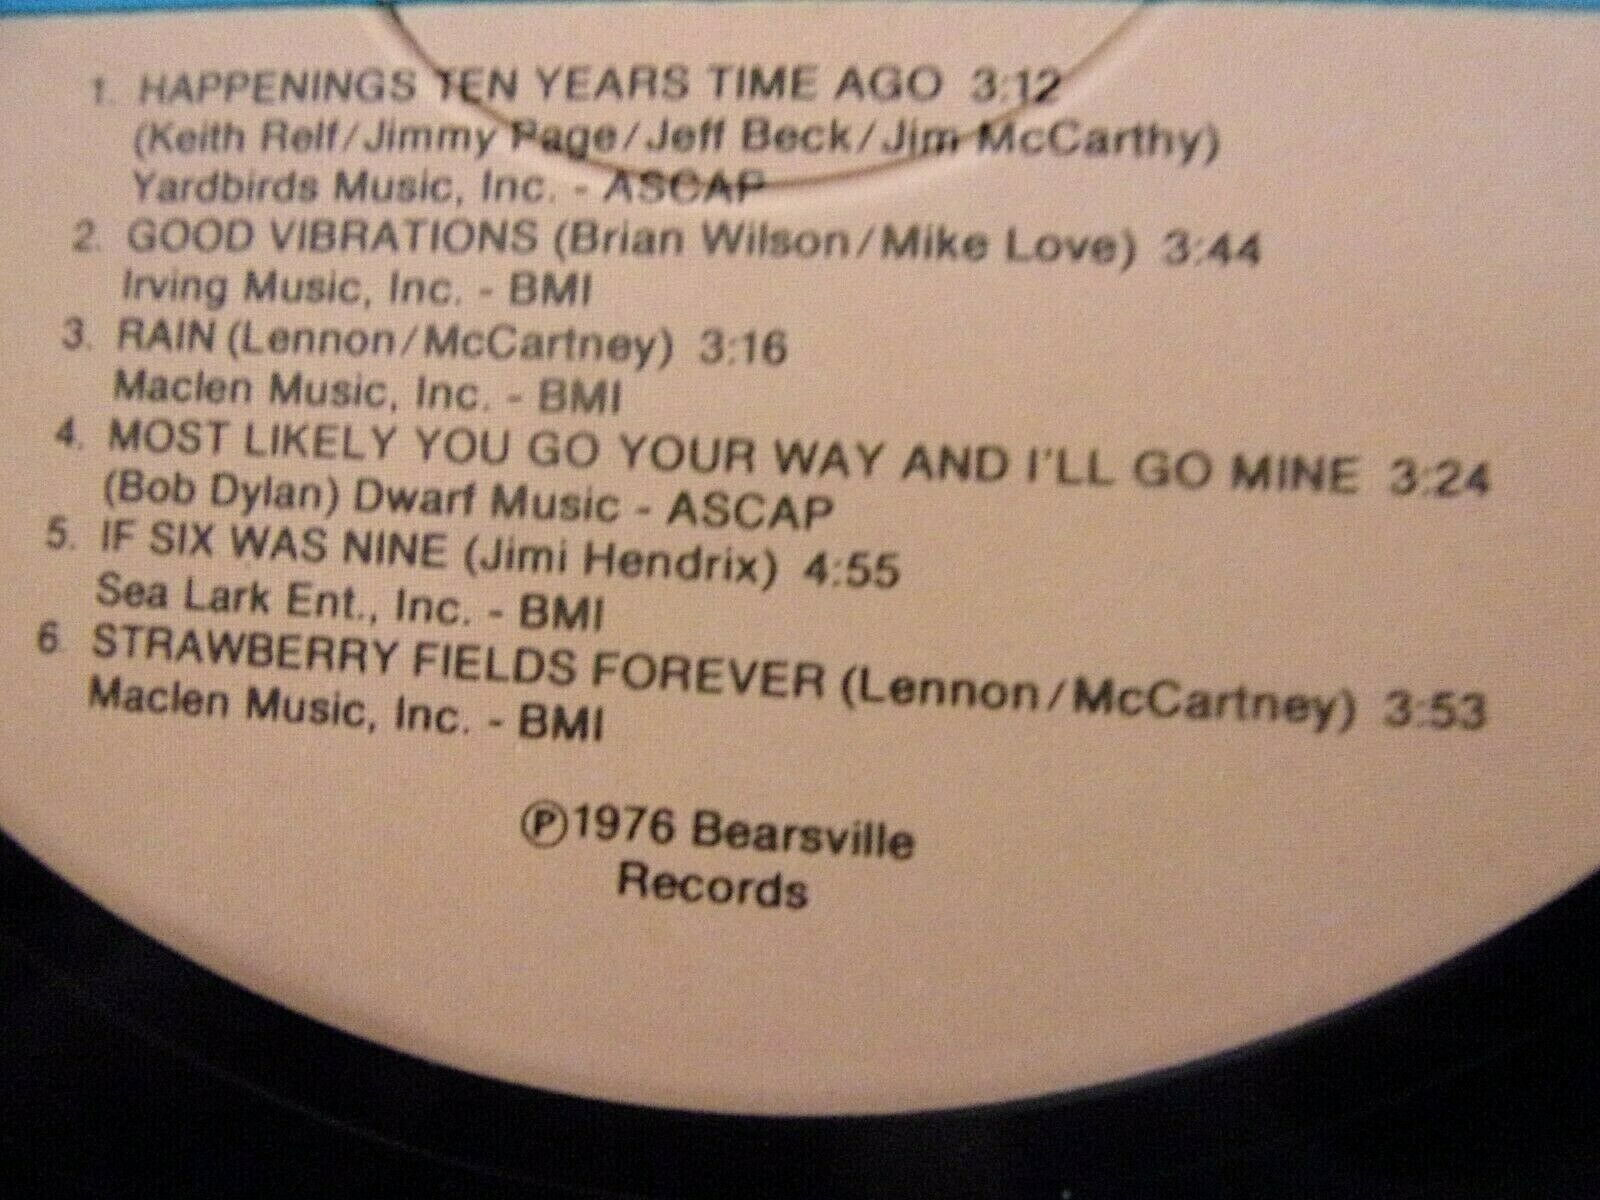 1. HAPPENINGS TEN YEARS TIME AGO 3:12
(Keith Relf/Jimmy Page/Jeff Beck/Jim McCarthy)
Yardbirds Music, Inc. - ASCAP
2. GOOD VIBRATIONS (Brian Wilson/Mike Love) 3:44
Irving Music, Inc. - BMI
3. RAIN (Lennon/McCartney) 3:16
Maclen Music, Inc. - BMI
4. MOST LIKELY YOU GO YOUR WAY AND I'LL GO MINE 3:24
(Bob Dylan) Dwarf Music - ASCAP
5. IF SIX WAS NINE (Jimi Hendrix) 4:55
Sea Lark Ent., Inc. - BMI
6. STRAWBERRY FIELDS FOREVER (Lennon/McCartney) 3:53
Maclen Music, Inc. - BMI
℗1976 Bearsville
Records